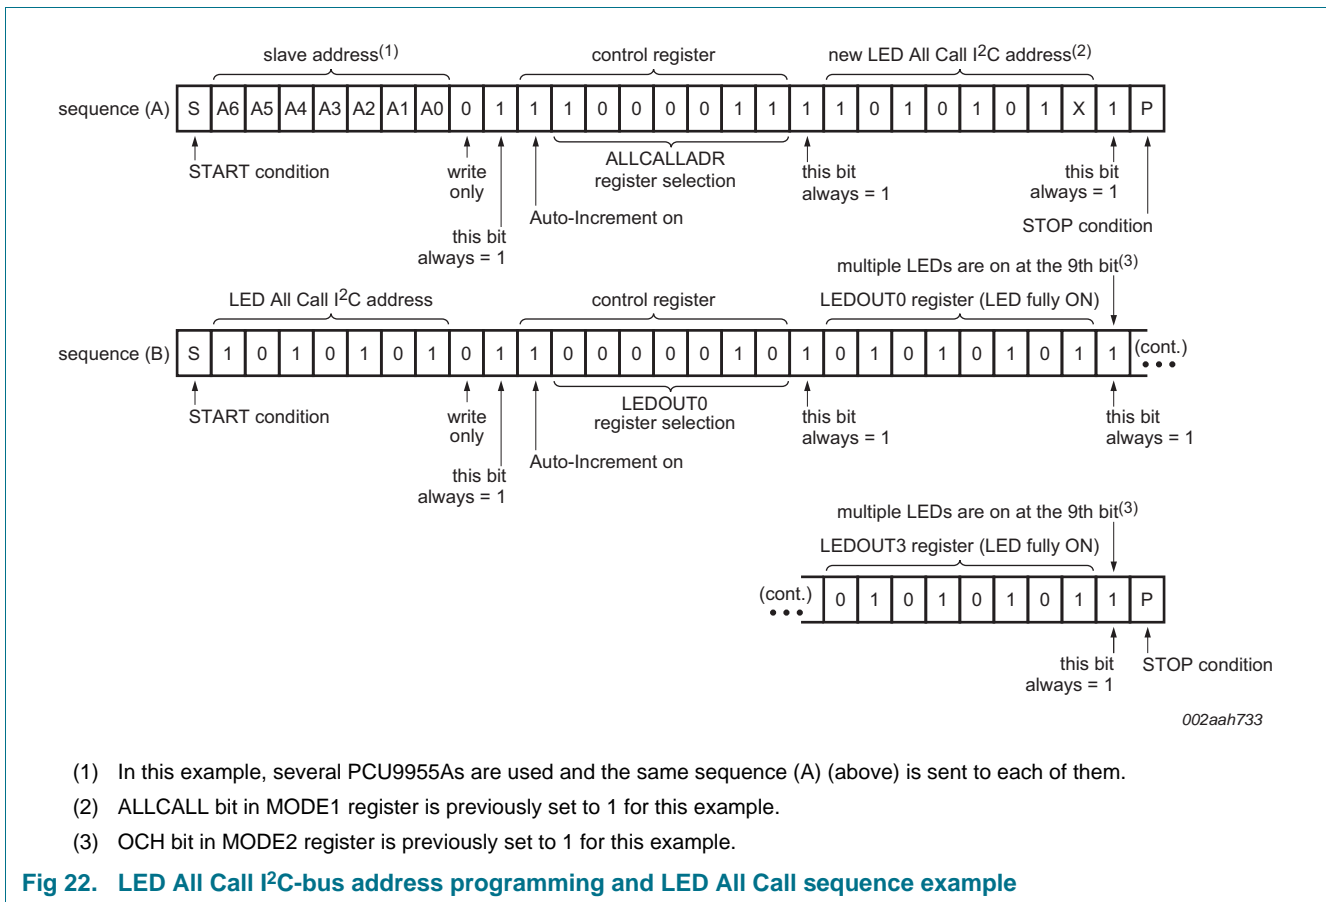 slave address(1) control register new LED All Call I2C address(2)
sequence (A) S A6 A5 A4 A3 A2 A1 A0 0 1 1 1 0 0 0 0 1 1 1 1 0 1 0 1 0 1 X 1 P
START condition write only this bit always = 1 Auto-Increment on ALLCALLADR register selection this bit always = 1 this bit always = 1 STOP condition
multiple LEDs are on at the 9th bit(3)
LED All Call I2C address control register LEDOUT0 register (LED fully ON)
sequence (B) S 1 0 1 0 1 0 1 0 1 1 0 0 0 0 0 1 0 1 0 1 0 1 0 1 0 1 1 (cont.)
START condition write only this bit always = 1 Auto-Increment on LEDOUT0 register selection this bit always = 1 this bit always = 1
multiple LEDs are on at the 9th bit(3)
LEDOUT3 register (LED fully ON)
(cont.) 0 1 0 1 0 1 0 1 1 P
this bit always = 1 STOP condition
002aah733
(1) In this example, several PCU9955As are used and the same sequence (A) (above) is sent to each of them.
(2) ALLCALL bit in MODE1 register is previously set to 1 for this example.
(3) OCH bit in MODE2 register is previously set to 1 for this example.
Fig 22. LED All Call I2C-bus address programming and LED All Call sequence example